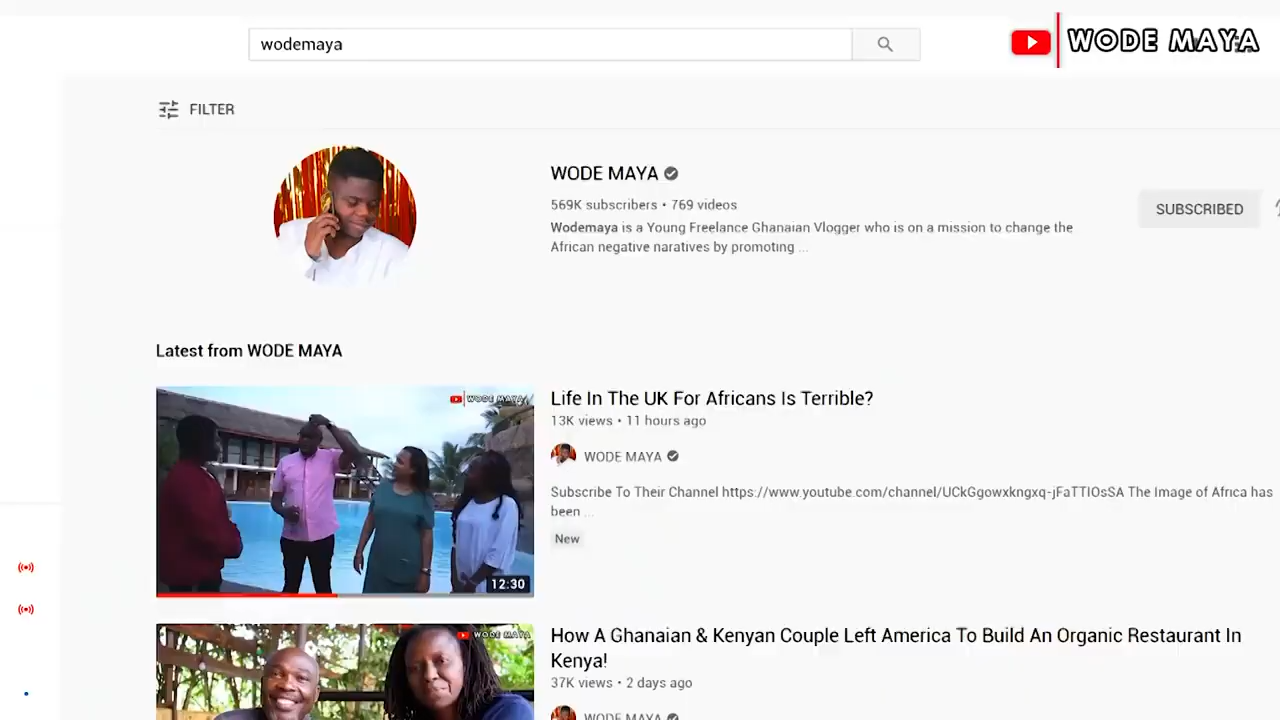 wodemaya
WODE MAYA
FILTER
WODE MAYA
569K subscribers • 769 videos
SUBSCRIBED
Wodemaya is a Young Freelance Ghanaian Vlogger who is on a mission to change the
African negative naratives by promoting ...
Latest from WODE MAYA
WODE MAYA
Life In The UK For Africans Is Terrible?
13K views • 11 hours ago
WODE MAYA
Subscribe To Their Channel https://www.youtube.com/channel/UCkGgowxkngxq-jFaTTIOsSA The Image of Africa has
been ...
New
12:30
WODE MAYA
How A Ghanaian & Kenyan Couple Left America To Build An Organic Restaurant In
Kenya!
37K views • 2 days ago
WODE MAYA